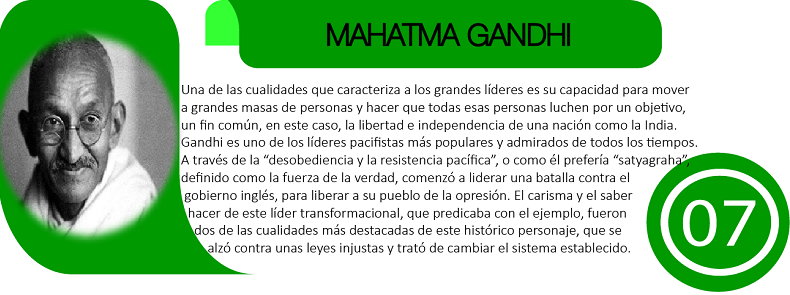 MAHATMA GANDHI
Una de las cualidades que caracteriza a los grandes líderes es su capacidad para mover
a grandes masas de personas y hacer que todas esas personas luchen por un objetivo,
un fin común, en este caso, la libertad e independencia de una nación como la India.
Gandhi es uno de los líderes pacifistas más populares y admirados de todos los tiempos.
A través de la “desobediencia y la resistencia pacífica”, o como él prefería “satyagraha”,
definido como la fuerza de la verdad, comenzó a liderar una batalla contra el
gobierno inglés, para liberar a su pueblo de la opresión. El carisma y el saber
hacer de este líder transformacional, que predicaba con el ejemplo, fueron
dos de las cualidades más destacadas de este histórico personaje, que se
alzó contra unas leyes injustas y trató de cambiar el sistema establecido.
07